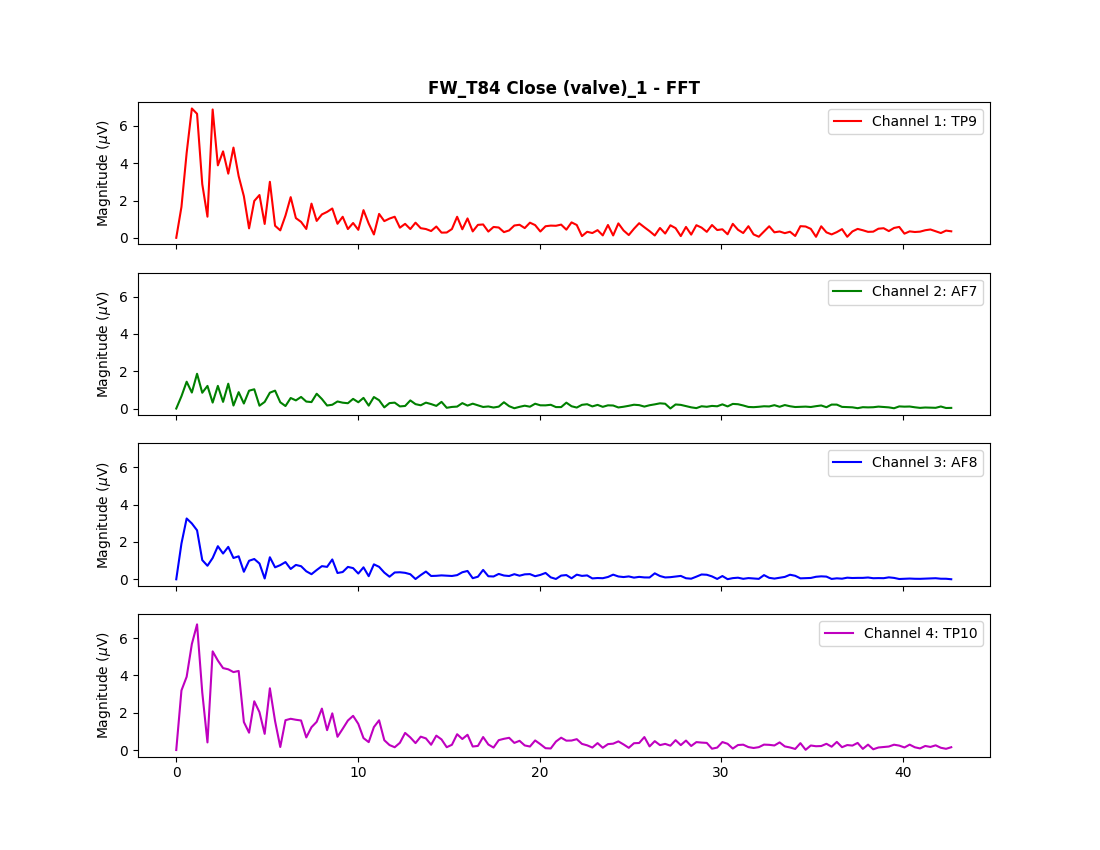 FW_T84 Close (valve)_1 - FFT
Magnitude (μV)
6
4
2
0
Channel 1: TP9
Magnitude (μV)
6
4
2
0
Channel 2: AF7
Magnitude (μV)
6
4
2
0
Channel 3: AF8
Magnitude (μV)
6
4
2
0
Channel 4: TP10
0 10 20 30 40